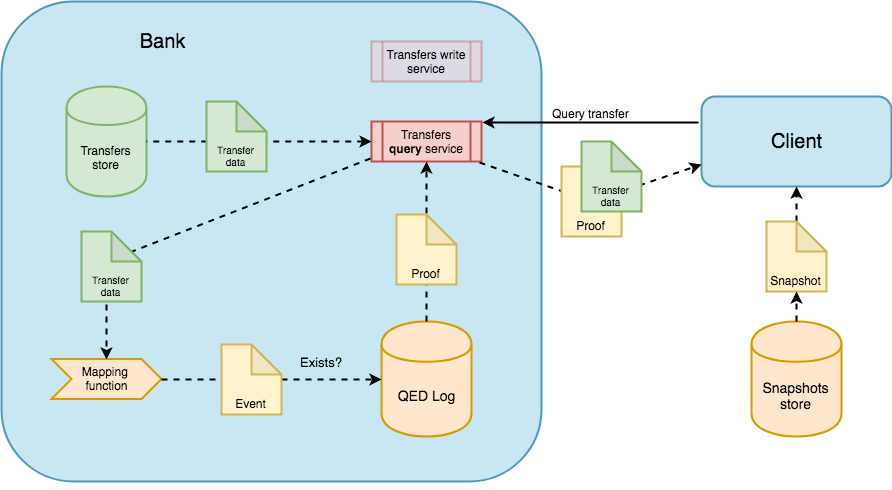 Bank
Transfers write
service
Query transfer
Transfers
query service
Client
Transfers
store
Transfer
data
Transfer
data
Proof
Transfer
data
Proof
Snapshot
Exists?
Mapping
function
Event
QED Log
Snapshots
store